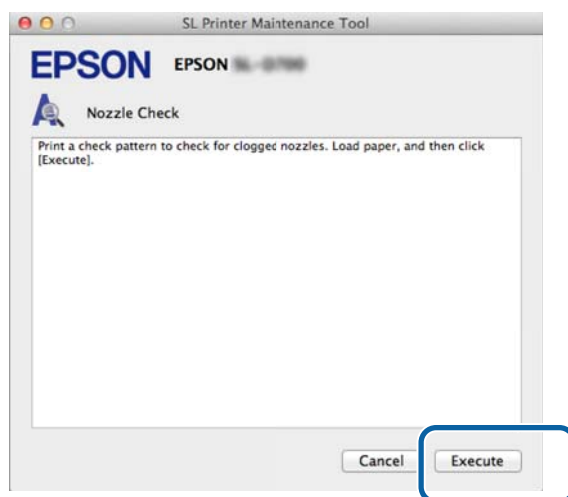 SL Printer Maintenance Tool
EPSON EPSON
Nozzle Check
Print a check pattern to check for clogged nozzles. Load paper, and then click
[Execute].
Cancel Execute